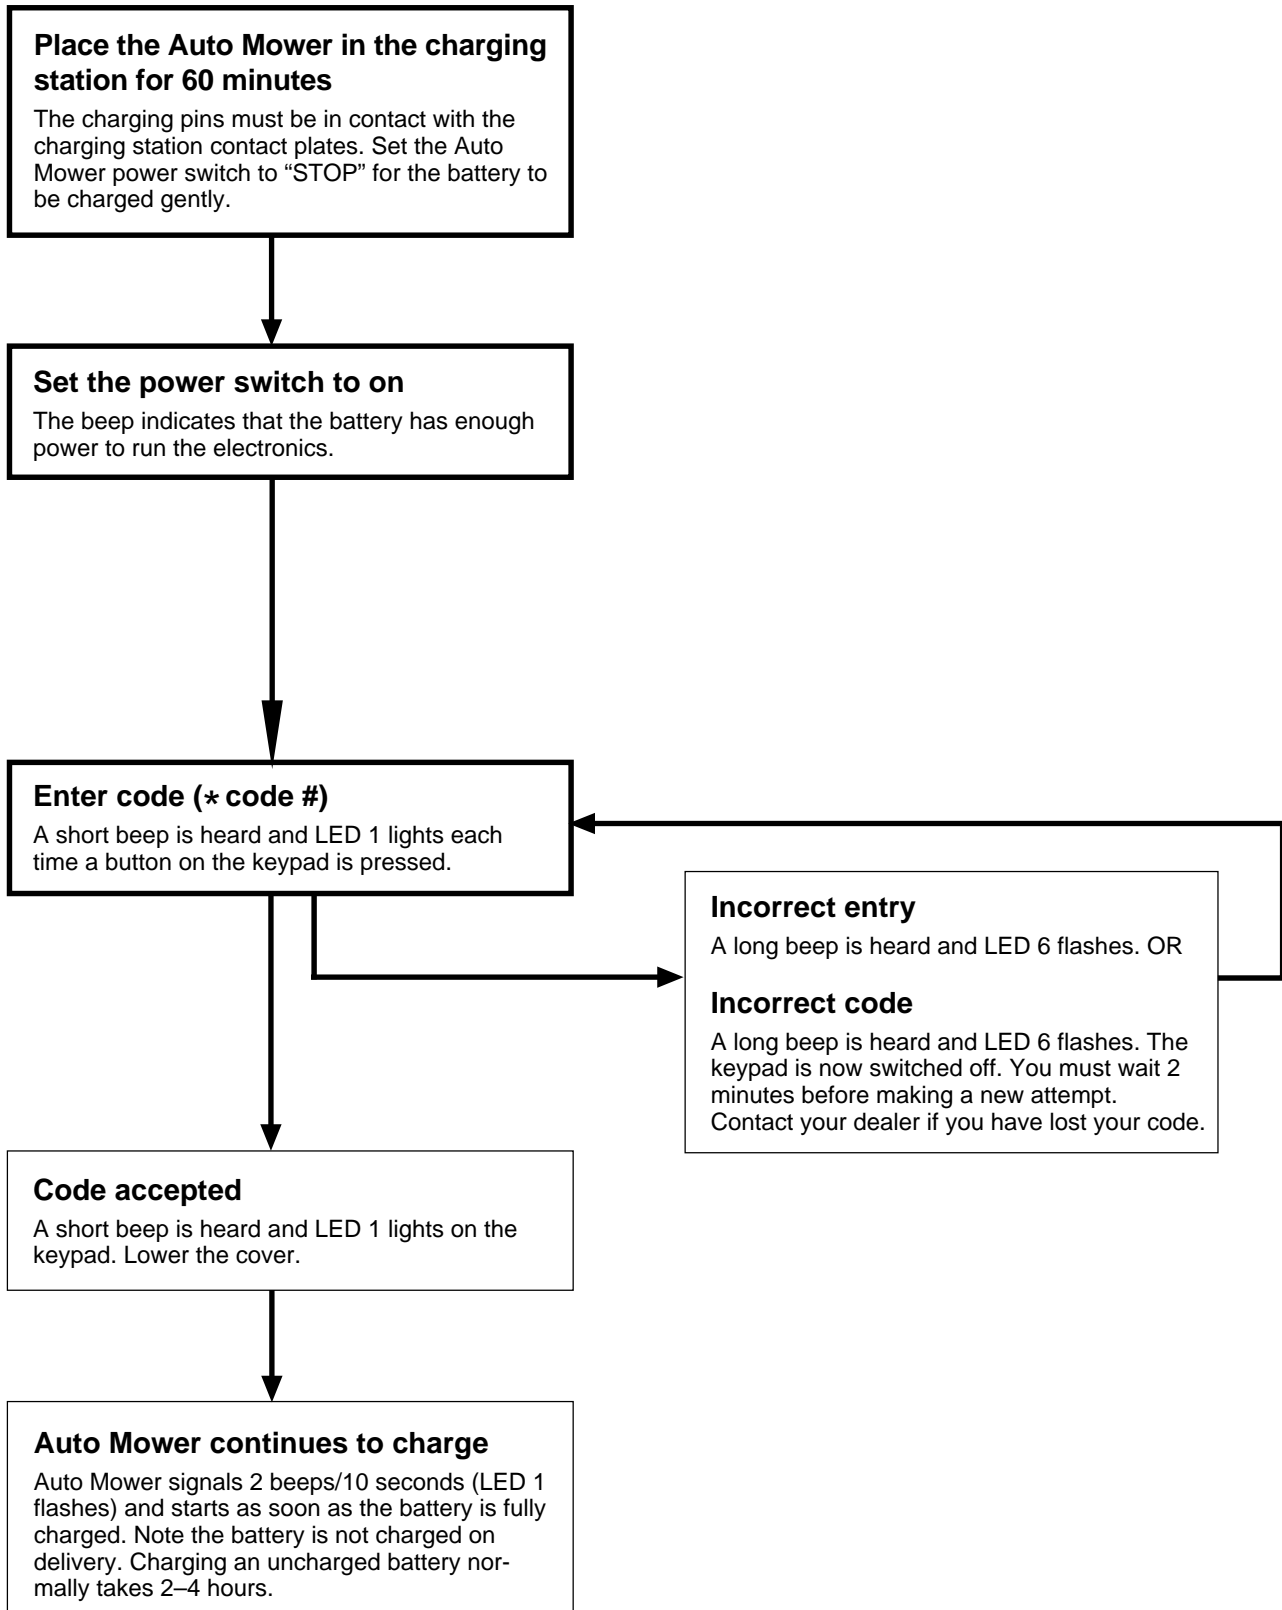 Place the Auto Mower in the charging
station for 60 minutes
The charging pins must be in contact with the
charging station contact plates. Set the Auto
Mower power switch to “STOP” for the battery to
be charged gently.
Set the power switch to on
The beep indicates that the battery has enough
power to run the electronics.
Enter code (* code #)
A short beep is heard and LED 1 lights each
time a button on the keypad is pressed.
Incorrect entry
A long beep is heard and LED 6 flashes. OR
Incorrect code
A long beep is heard and LED 6 flashes. The
keypad is now switched off. You must wait 2
minutes before making a new attempt.
Contact your dealer if you have lost your code.
Code accepted
A short beep is heard and LED 1 lights on the
keypad. Lower the cover.
Auto Mower continues to charge
Auto Mower signals 2 beeps/10 seconds (LED 1
flashes) and starts as soon as the battery is fully
charged. Note the battery is not charged on
delivery. Charging an uncharged battery nor-
mally takes 2–4 hours.